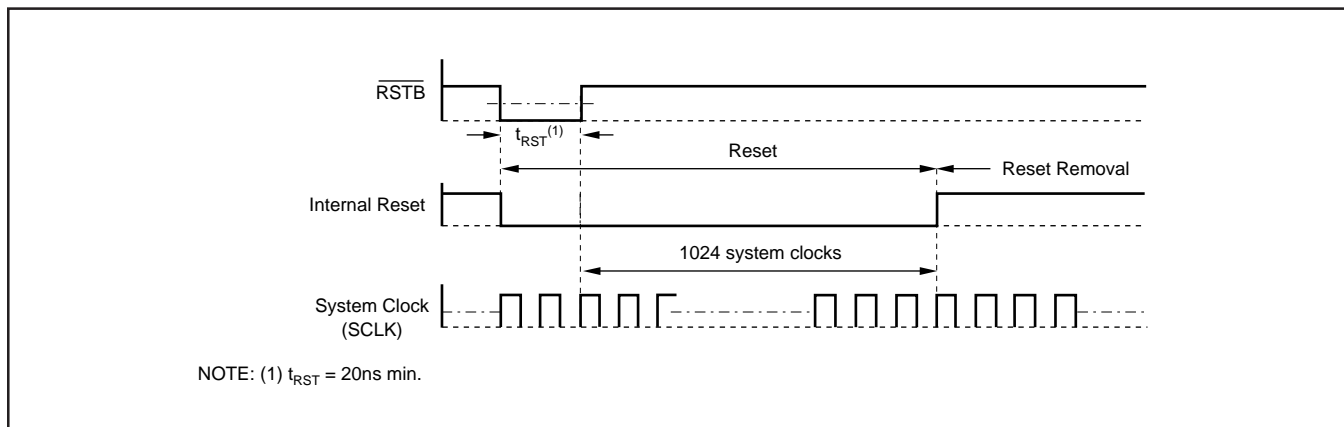 RSTB
tRST(1)
Reset
Reset Removal
Internal Reset
1024 system clocks
System Clock
(SCLK)
NOTE: (1) tRST = 20ns min.